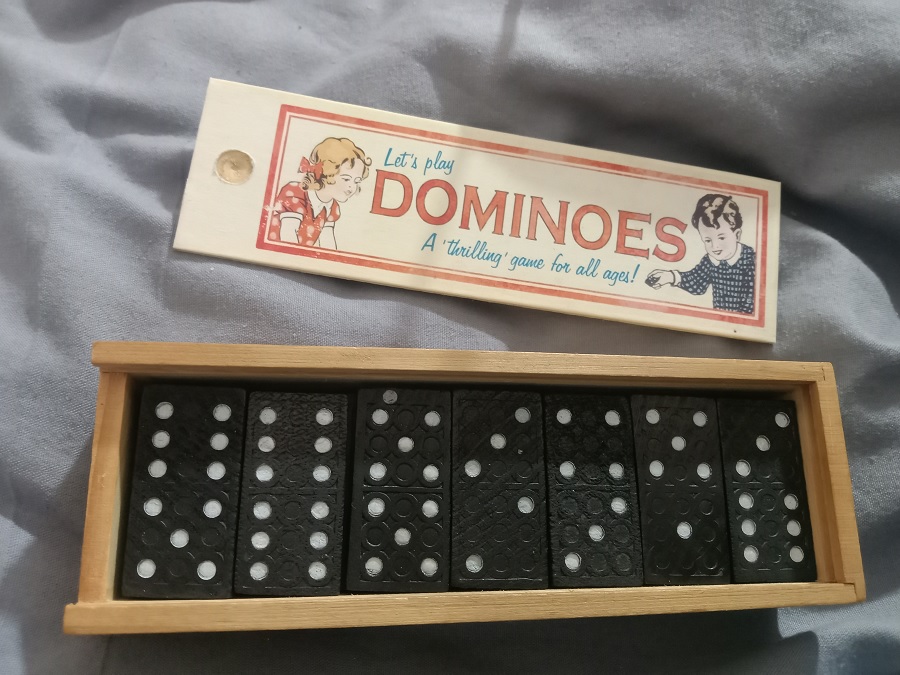 Let's play
DOMINOES
A 'thrilling' game for all ages!